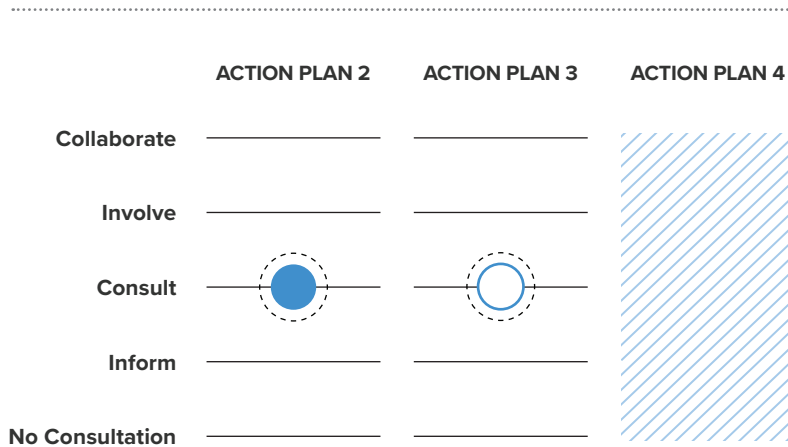 ACTION PLAN 2 ACTION PLAN 3 ACTION PLAN 4
Collaborate
Involve
Consult
Inform
No Consultation